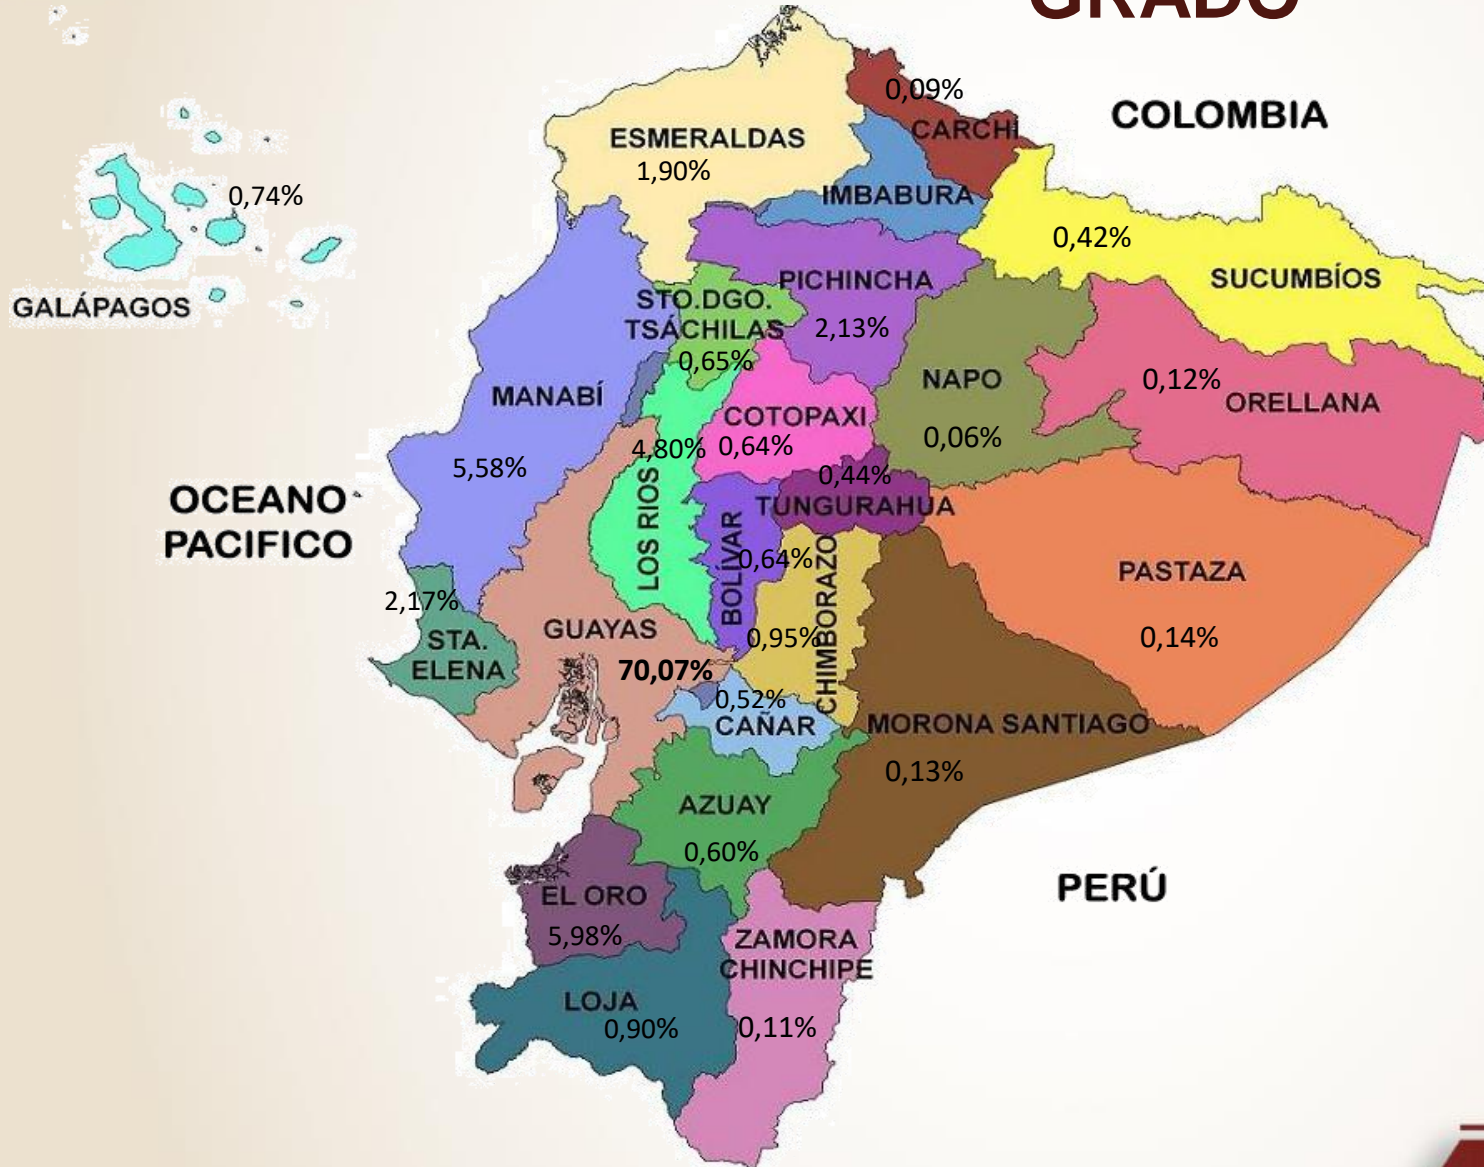 GRADO
COLOMBIA
0,09%
CARCHI
ESMERALDAS
1,90%
IMBABURA
0,74%
GALÁPAGOS
0,42%
SUCUMBÍOS
PICHINCHA
2,13%
STO.DGO.
TSÁCHILAS
0,65%
NAPO
0,06%
0,12%
ORELLANA
MANABÍ
5,58%
COTOPAXI
0,64%
4,80%
LOS RIOS
0,44%
TUNGURAHUA
OCEANO
PACIFICO
BOLÍVAR
0,64%
CHIMBORAZO
0,95%
PASTAZA
0,14%
2,17%
STA.
ELENA
GUAYAS
70,07%
0,52%
CAÑAR
MORONA SANTIAGO
0,13%
AZUAY
0,60%
PERÚ
EL ORO
5,98%
ZAMORA
CHINCHIPE
0,11%
LOJA
0,90%